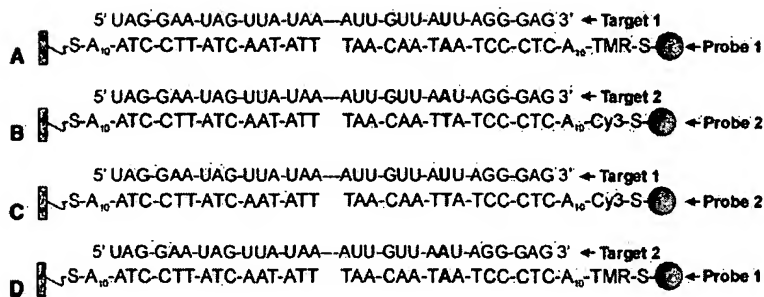 5' UAG-GAA-UAG-UUA-UAA—AUU-GUU-AUU-AGG-GAG 3' ← Target 1
A S-A10-ATC-CTT-ATC-AAT-ATT TAA-CAA-TAA-TCC-CTC-A10-TMR-S- ← Probe 1
5' UAG-GAA-UAG-UUA-UAA—AUU-GUU-AAU-AGG-GAG 3' ← Target 2
B S-A10-ATC-CTT-ATC-AAT-ATT TAA-CAA-TTA-TCC-CTC-A10-Cy3-S- ← Probe 2
5' UAG-GAA-UAG-UUA-UAA—AUU-GUU-AUU-AGG-GAG 3' ← Target 1
C S-A10-ATC-CTT-ATC-AAT-ATT TAA-CAA-TTA-TCC-CTC-A10-Cy3-S- ← Probe 2
5' UAG-GAA-UAG-UUA-UAA—AUU-GUU-AAU-AGG-GAG 3' ← Target 2
D S-A10-ATC-CTT-ATC-AAT-ATT TAA-CAA-TAA-TCC-CTC-A10-TMR-S- ← Probe 1